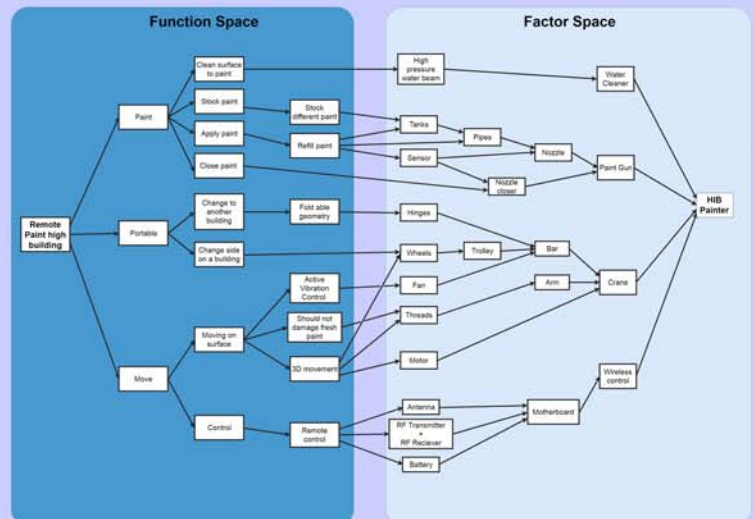 Function Space
Factor Space
Clean surface
to paint
High
pressure
water beam
Water
Cleaner
Stock paint
Stock
different paint
Paint
Tanks
Pipes
Apply paint
Refill paint
Sensor
Nozzle
Close paint
Nozzle
closer
Paint Gun
Remote
Paint high
building
Portable
Change to
another
building
Fold able
geometry
Hinges
HIB
Painter
Change side
on a building
Wheels
Trolley
Bar
Active
Vibration
Control
Fan
Arm
Crane
Moving on
surface
Should not
damage fresh
paint
Threads
3D movement
Motor
Move
Wireless
control
Control
Remote
control
Antenna
RF Transmitter
+
RF Reciever
Motherboard
Battery